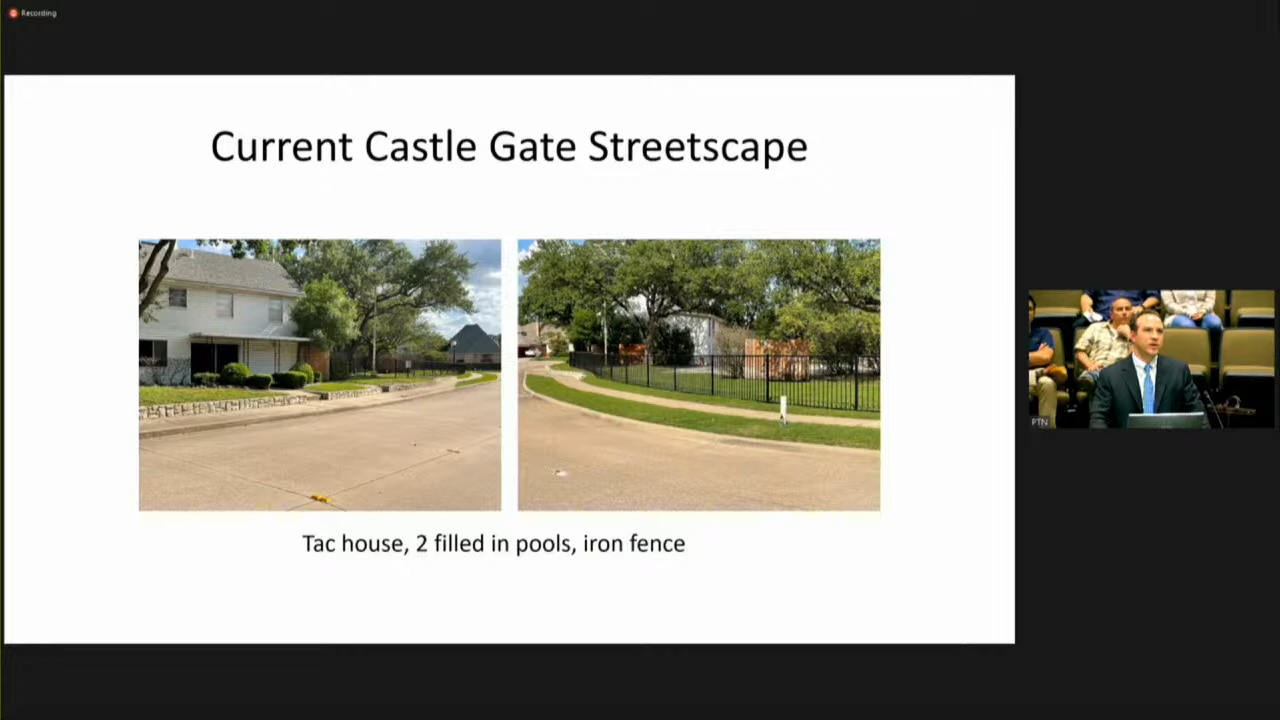 Recording
Current Castle Gate Streetscape
Tac house, 2 filled in pools, iron fence
PTN